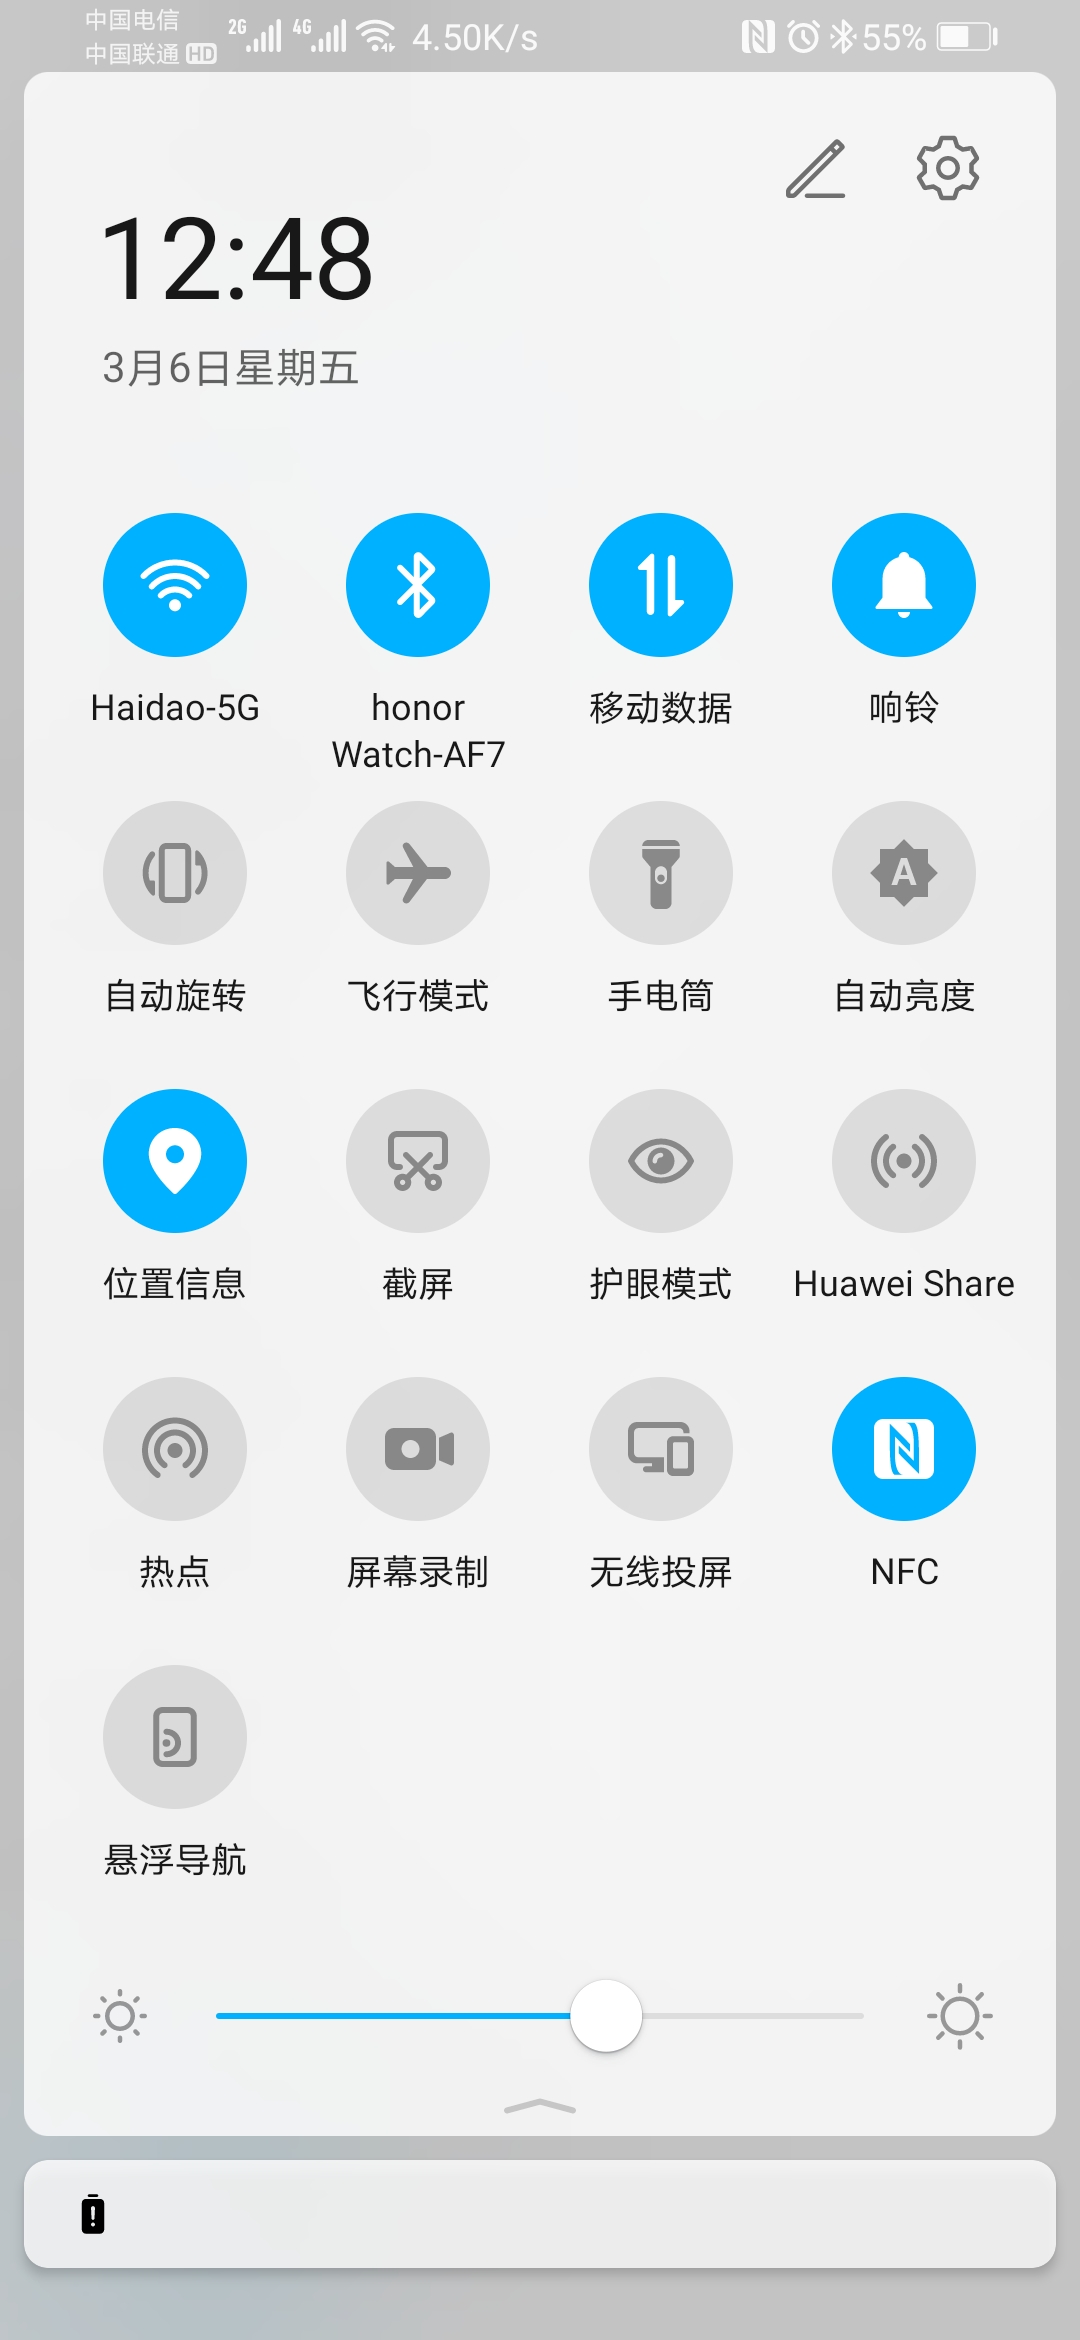 中国电信
中国联通 HD
2G 4G 4.50K/s 55%
12:48
3月6日星期五
Haidao-5G
honor
Watch-AF7
移动数据
响铃
自动旋转
飞行模式
手电筒
A
自动亮度
位置信息
截屏
护眼模式
Huawei Share
热点
屏幕录制
无线投屏
NFC
悬浮导航